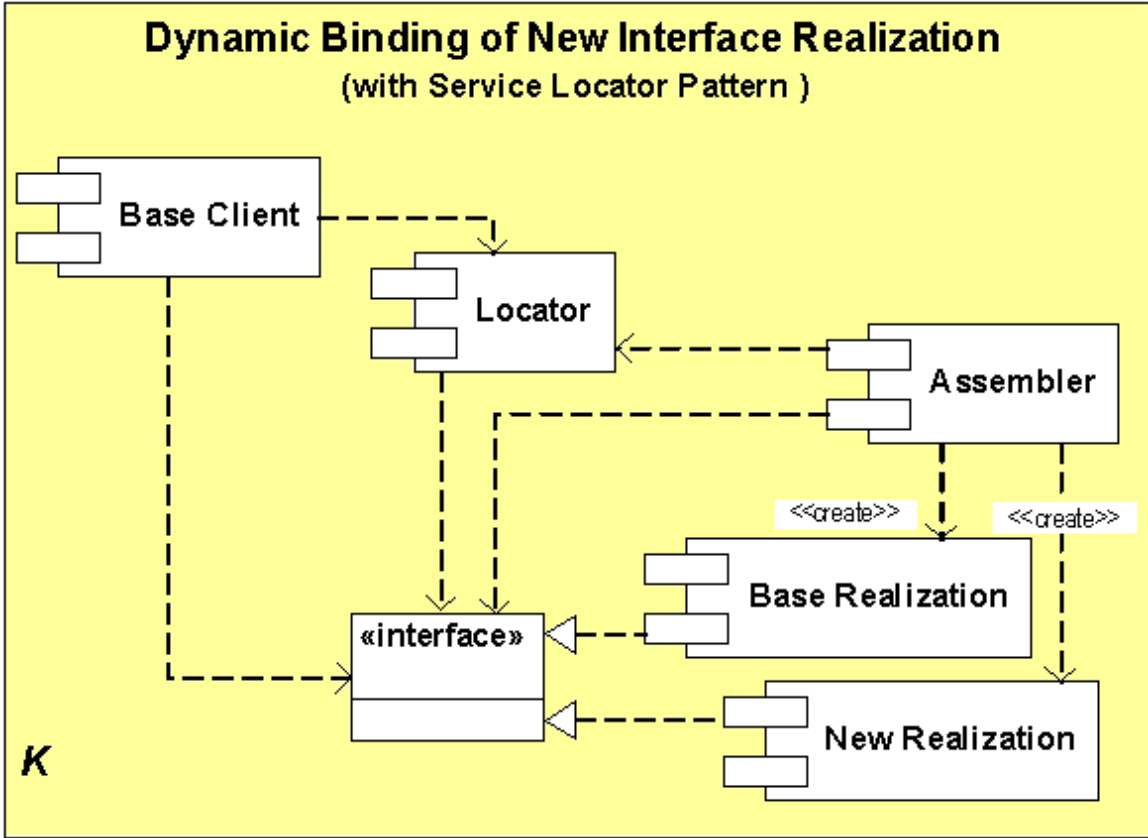 Dynamic Binding of New Interface Realization
(with Service Locator Pattern )
Base Client
Locator
Assembler
<<create>>
<<create>>
Base Realization
«interface»
New Realization
K